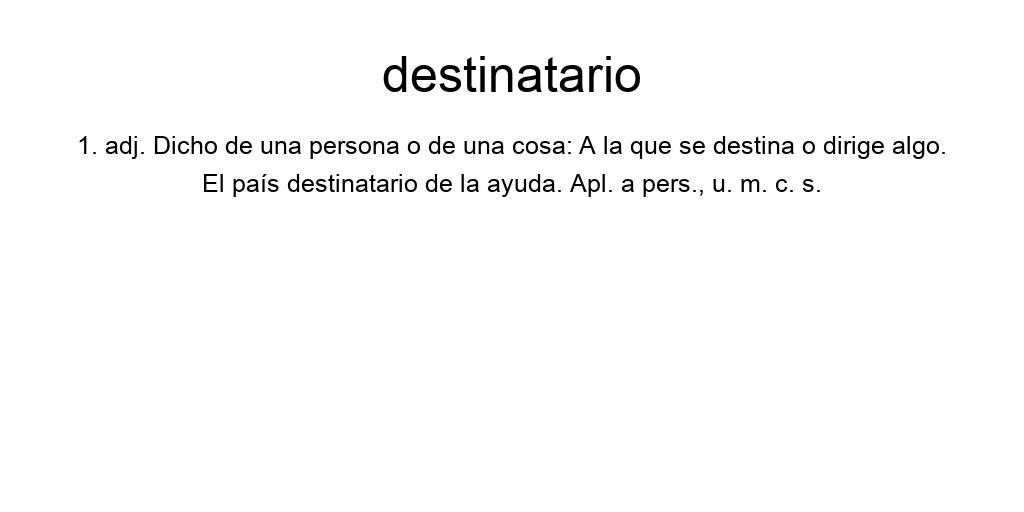 destinatario
1. adj. Dicho de una persona o de una cosa: A la que se destina o dirige algo.
El país destinatario de la ayuda. Apl. a pers., u. m. c. s.